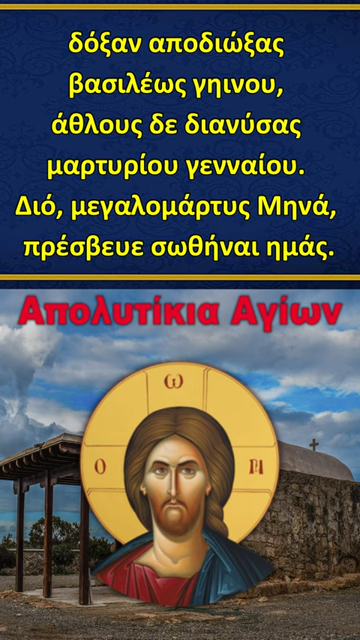 δόξαν αποδιώξας
βασιλέως γηινου,
άθλους δε διανύσας
μαρτυρίου γενναίου.
Διό, μεγαλομάρτυς Μηνά,
πρέσβευε σωθήναι ημάς.
Απολυτίκια Αγίων
ω
Ο
Ν